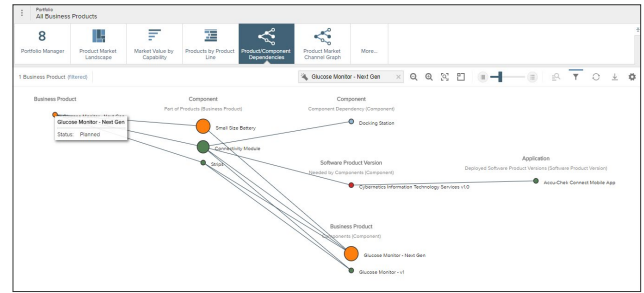 Portfolio
All Business Products
8
Portfolio Manager
Product Market
Landscape
Market Value by
Capability
Products by Product
Line
Product/Component
Dependencies
Product Market
Channel Graph
More...
1 Business Product (filtered)
Glucose Monitor - Next Gen
Business Product
Component
Part of Products (Business Product)
Component
Component Dependencies (Component)
Glucose Monitor - Next Gen
Status: Planned
Small Size Battery
Docking Station
Connectivity Module
Strips
Software Product Version
Needed by Components (Component)
Application
Deployed Software Product Versions (Software Product Version)
Cybernetics Information Technology Services v1.0
Accu-Chek Connect Mobile App
Business Product
Components (Component)
Glucose Monitor - Next Gen
Glucose Monitor - v1